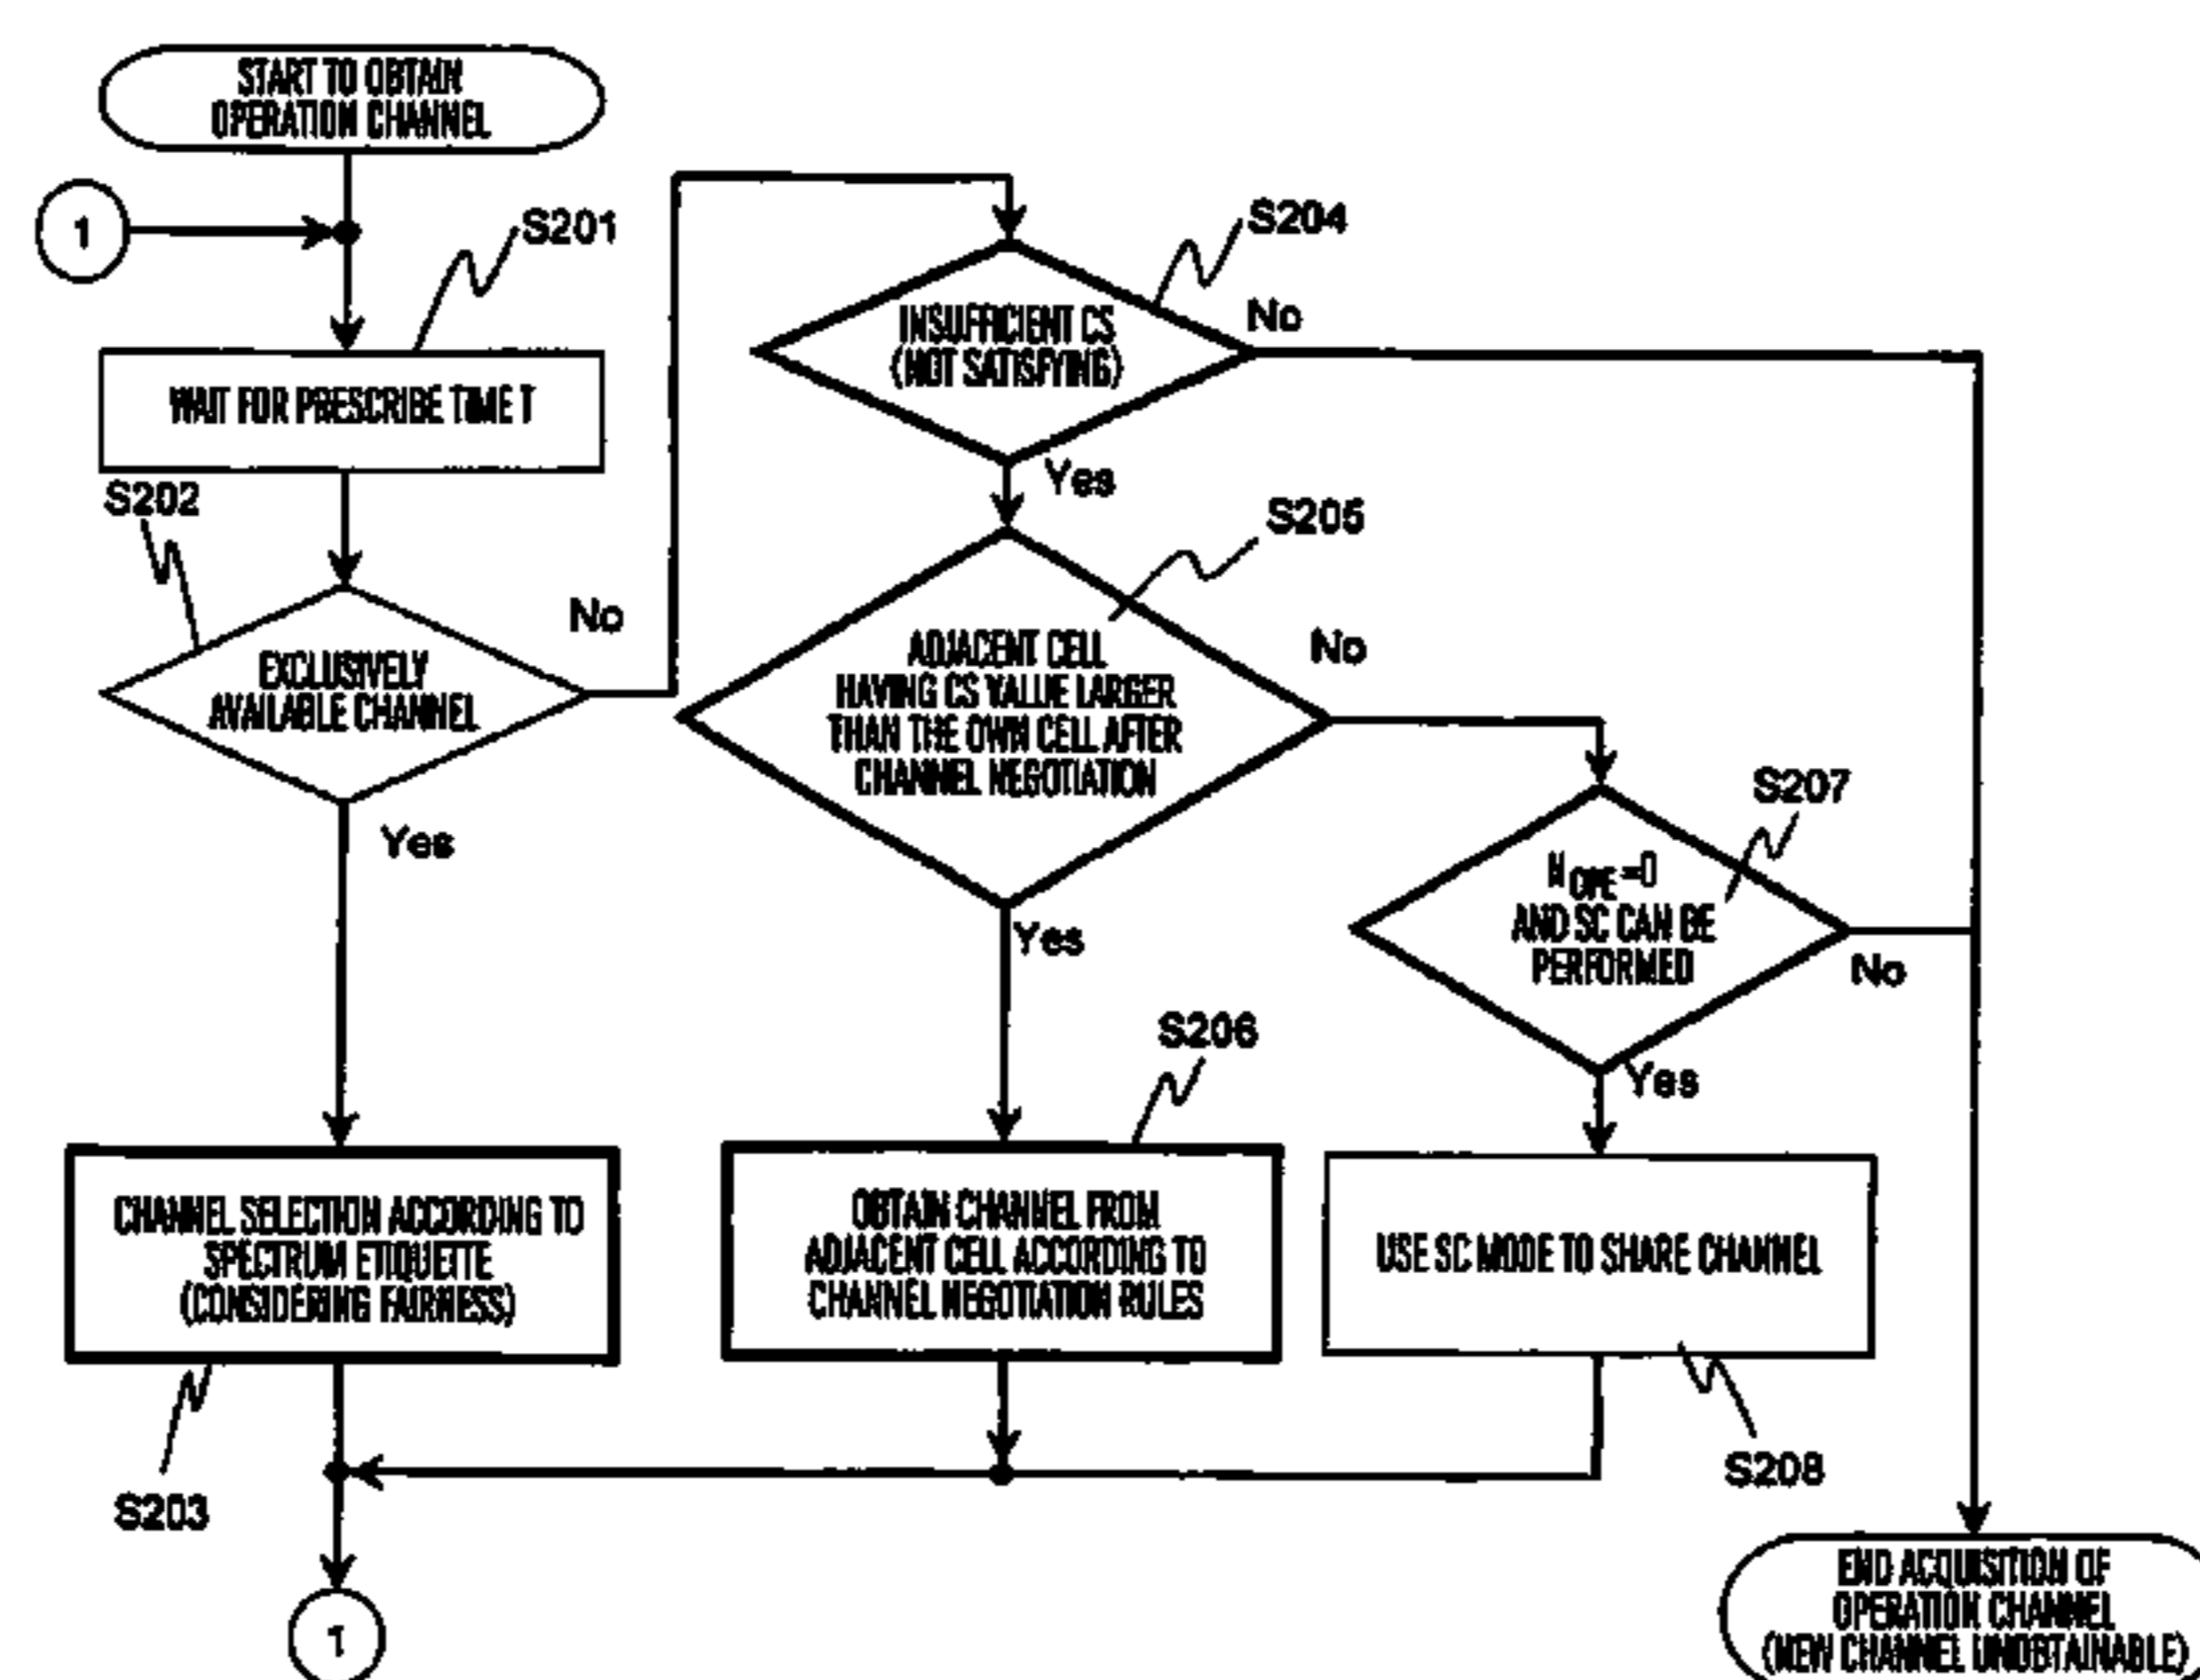 START TO OBTAIN
OPERATION CHANNEL
1
S201
WAIT FOR PRESCRIBE TIME T
S202
EXCLUSIVELY
AVAILABLE CHANNEL
No
Yes
CHANNEL SELECTION ACCORDING TO
SPECTRUM ETIQUETTE
(CONSIDERING FAIRNESS)
S203
1
S204
INSUFFICIENT CS
(NOT SATISFYING)
No
Yes
S205
ADJACENT CELL
HAVING CS VALUE LARGER
THAN THE OWN CELL AFTER
CHANNEL NEGOTIATION
No
Yes
S206
OBTAIN CHANNEL FROM
ADJACENT CELL ACCORDING TO
CHANNEL NEGOTIATION RULES
S207
N OPE =0
AND SC CAN BE
PERFORMED
No
Yes
USE SC MODE TO SHARE CHANNEL
S208
END ACQUISITION OF
OPERATION CHANNEL
(NEW CHANNEL UNOBTAINABLE)